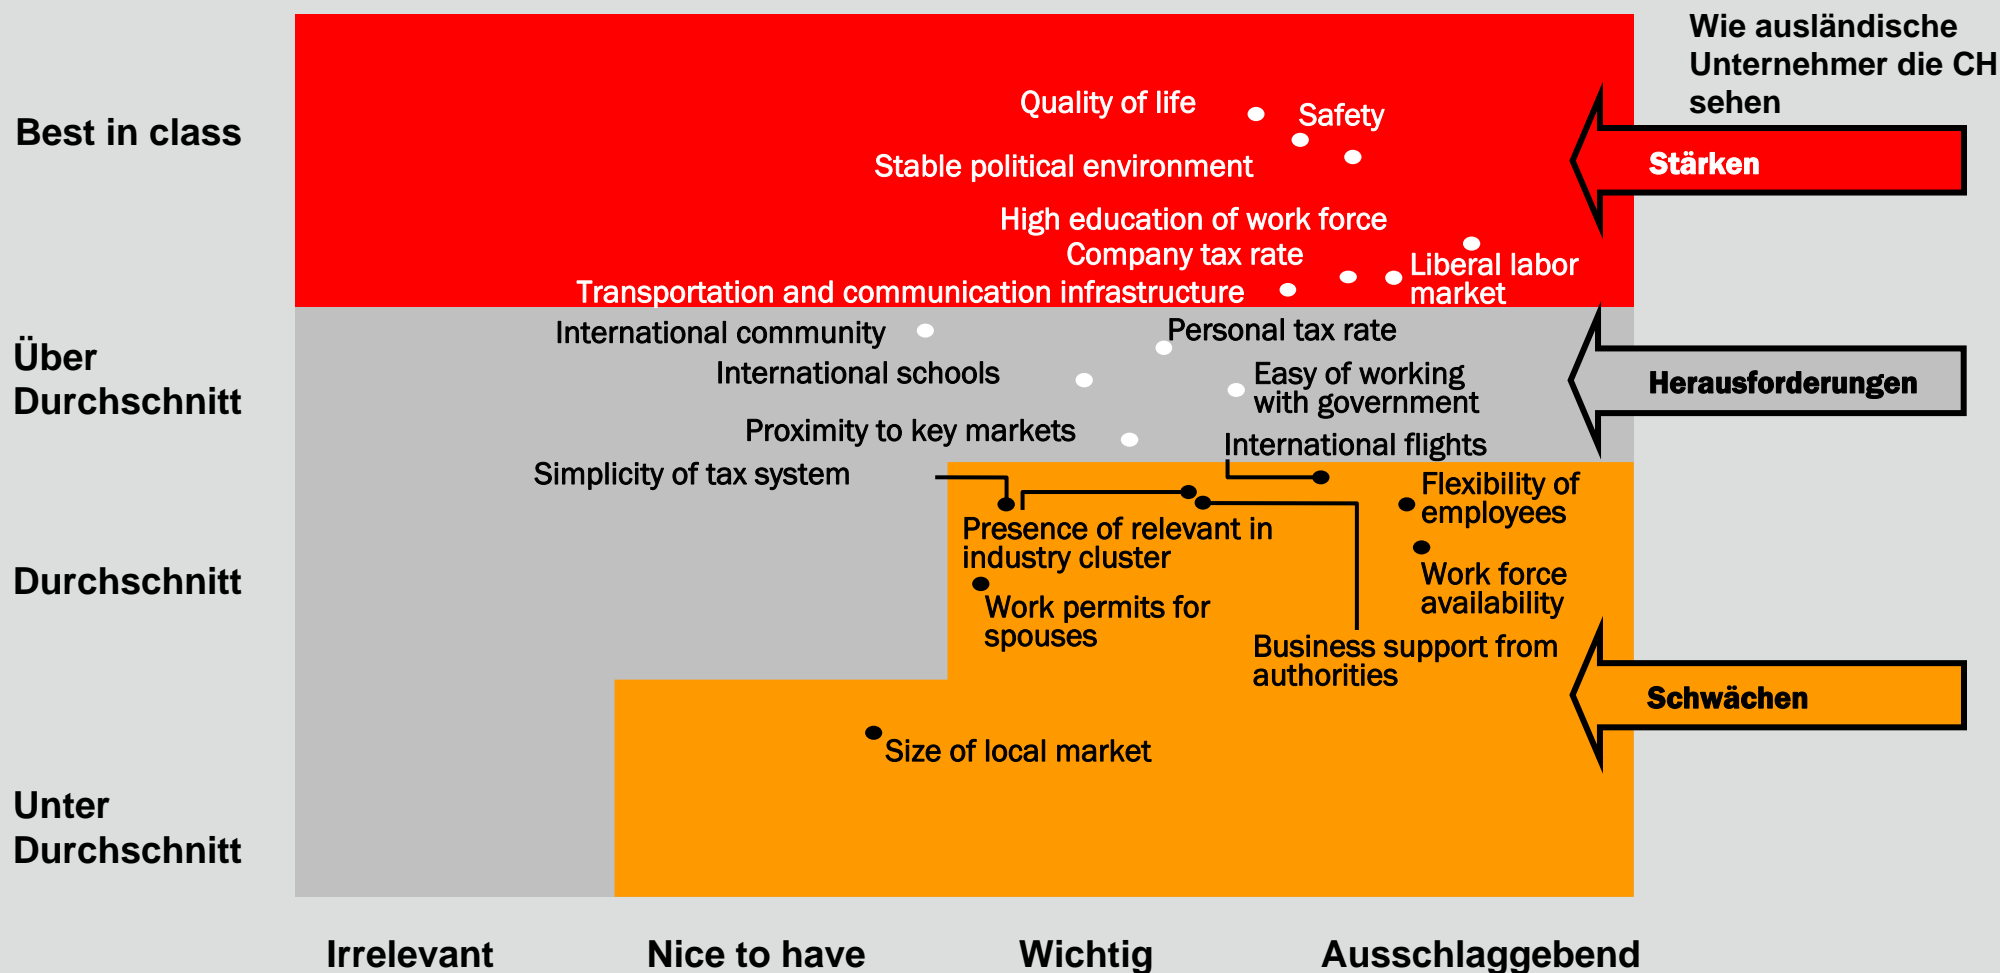 Wie ausländische
Unternehmer die CH
sehen
Best in class
Quality of life
Safety
Stable political environment
Stärken
High education of work force
Company tax rate
Liberal labor
market
Transportation and communication infrastructure
Über
Durchschnitt
International community
Personal tax rate
International schools
Easy of working
with government
Herausforderungen
Proximity to key markets
International flights
Simplicity of tax system
Flexibility of
employees
Presence of relevant in
industry cluster
Durchschnitt
Work force
availability
Work permits for
spouses
Business support from
authorities
Schwächen
Size of local market
Unter
Durchschnitt
Irrelevant
Nice to have
Wichtig
Ausschlaggebend